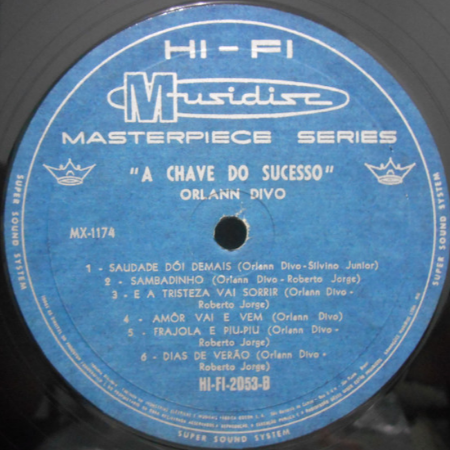 HI-FI
Musidisc
MASTERPIECE SERIES
"A CHAVE DO SUCESSO"
ORLANN DIVO
MX-1174
1 - SAUDADE DÓI DEMAIS (Orlann Divo-Silvino Junior)
2 - SAMBADINHO (Orlann Divo-Roberto Jorge)
3 - E A TRISTEZA VAI SORRIR (Orlann Divo-
Roberto Jorge)
4 - AMÔR VAI E VEM (Orlann Divo)
5 - FRAJOLA E PIU-PIU (Orlann Divo-
Roberto Jorge)
6 - DIAS DE VERÃO (Orlann Divo-
Roberto Jorge)
HI-FI-2053-B
SUPER SOUND SYSTEM
SUPER SOUND SYSTEM
SUPER SOUND SYSTEM